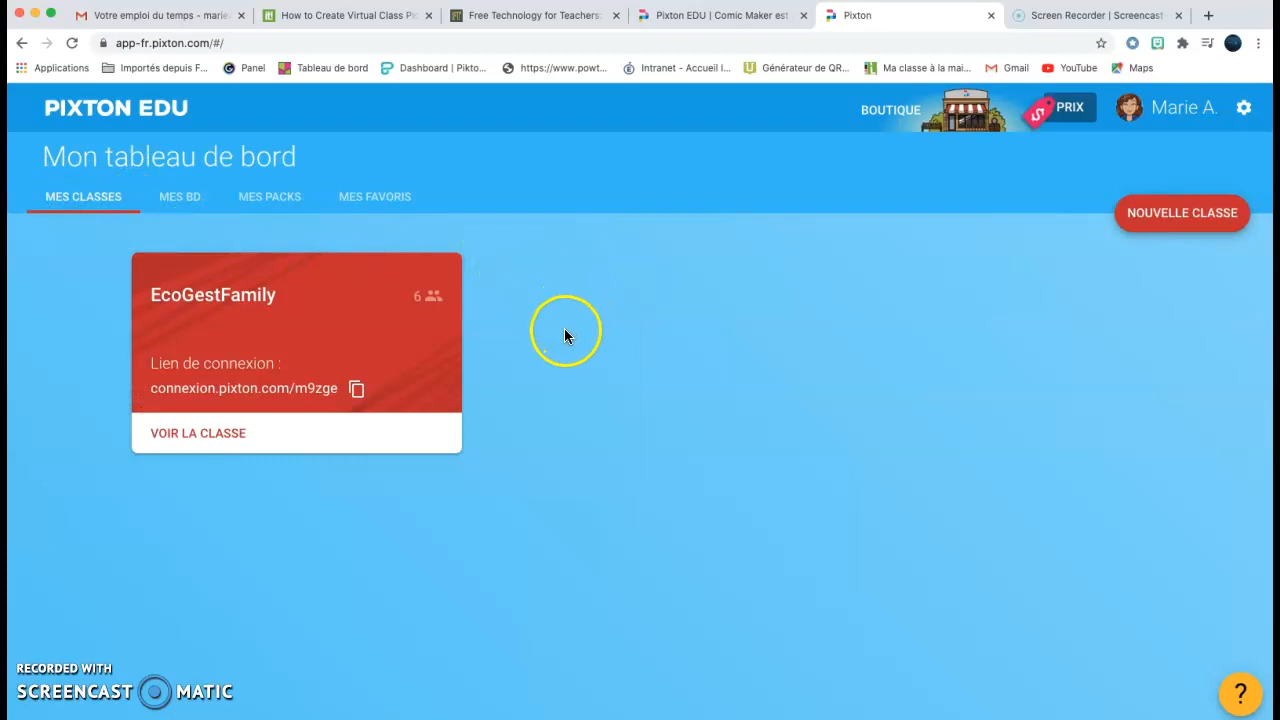 Votre emploi du temps - marie
How to Create Virtual Class Pi
Free Technology for Teachers:
Pixton EDU | Comic Maker est
Pixton
Screen Recorder | Screencast
app-fr.pixton.com/#/
Applications
Importés depuis F...
Panel
Tableau de bord
Dashboard | Pikto...
https://www.powt...
Intranet - Accueil i...
Générateur de QR...
Ma classe à la mai...
Gmail
YouTube
Maps
PIXTON EDU
BOUTIQUE
$
PRIX
Marie A.
Mon tableau de bord
MES CLASSES
MES BD
MES PACKS
MES FAVORIS
NOUVELLE CLASSE
EcoGestFamily
6
Lien de connexion :
connexion.pixton.com/m9zge
VOIR LA CLASSE
RECORDED WITH
SCREENCAST MATIC
?